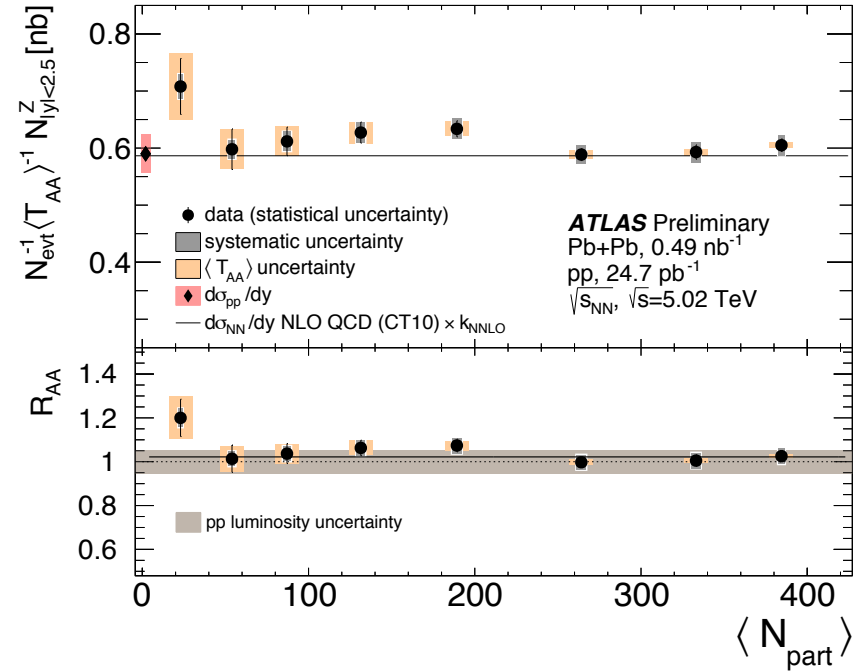 N_evt^-1 ⟨T_AA⟩^-1 N^Z_|y|<2.5 [nb]
0.8
0.6
0.4
data (statistical uncertainty)
systematic uncertainty
⟨T_AA⟩ uncertainty
dσ_pp/dy
dσ_NN/dy NLO QCD (CT10) × k_NNLO
ATLAS Preliminary
Pb+Pb, 0.49 nb^-1
pp, 24.7 pb^-1
√s_NN, √s=5.02 TeV
R_AA
1.4
1.2
1
0.8
0.6
pp luminosity uncertainty
0 100 200 300 400
⟨N_part⟩